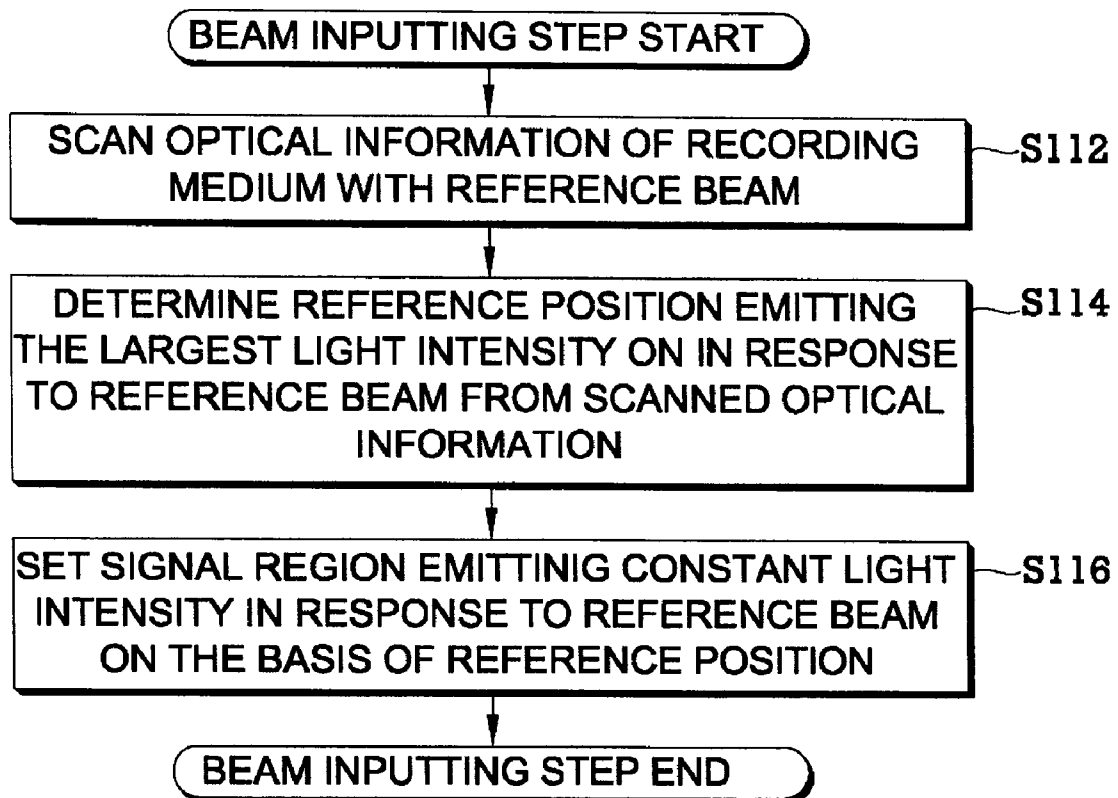 BEAM INPUTTING STEP START
SCAN OPTICAL INFORMATION OF RECORDING
MEDIUM WITH REFERENCE BEAM
S112
DETERMINE REFERENCE POSITION EMITTING
THE LARGEST LIGHT INTENSITY ON IN RESPONSE
TO REFERENCE BEAM FROM SCANNED OPTICAL
INFORMATION
S114
SET SIGNAL REGION EMITTINIG CONSTANT LIGHT
INTENSITY IN RESPONSE TO REFERENCE BEAM
ON THE BASIS OF REFERENCE POSITION
S116
BEAM INPUTTING STEP END